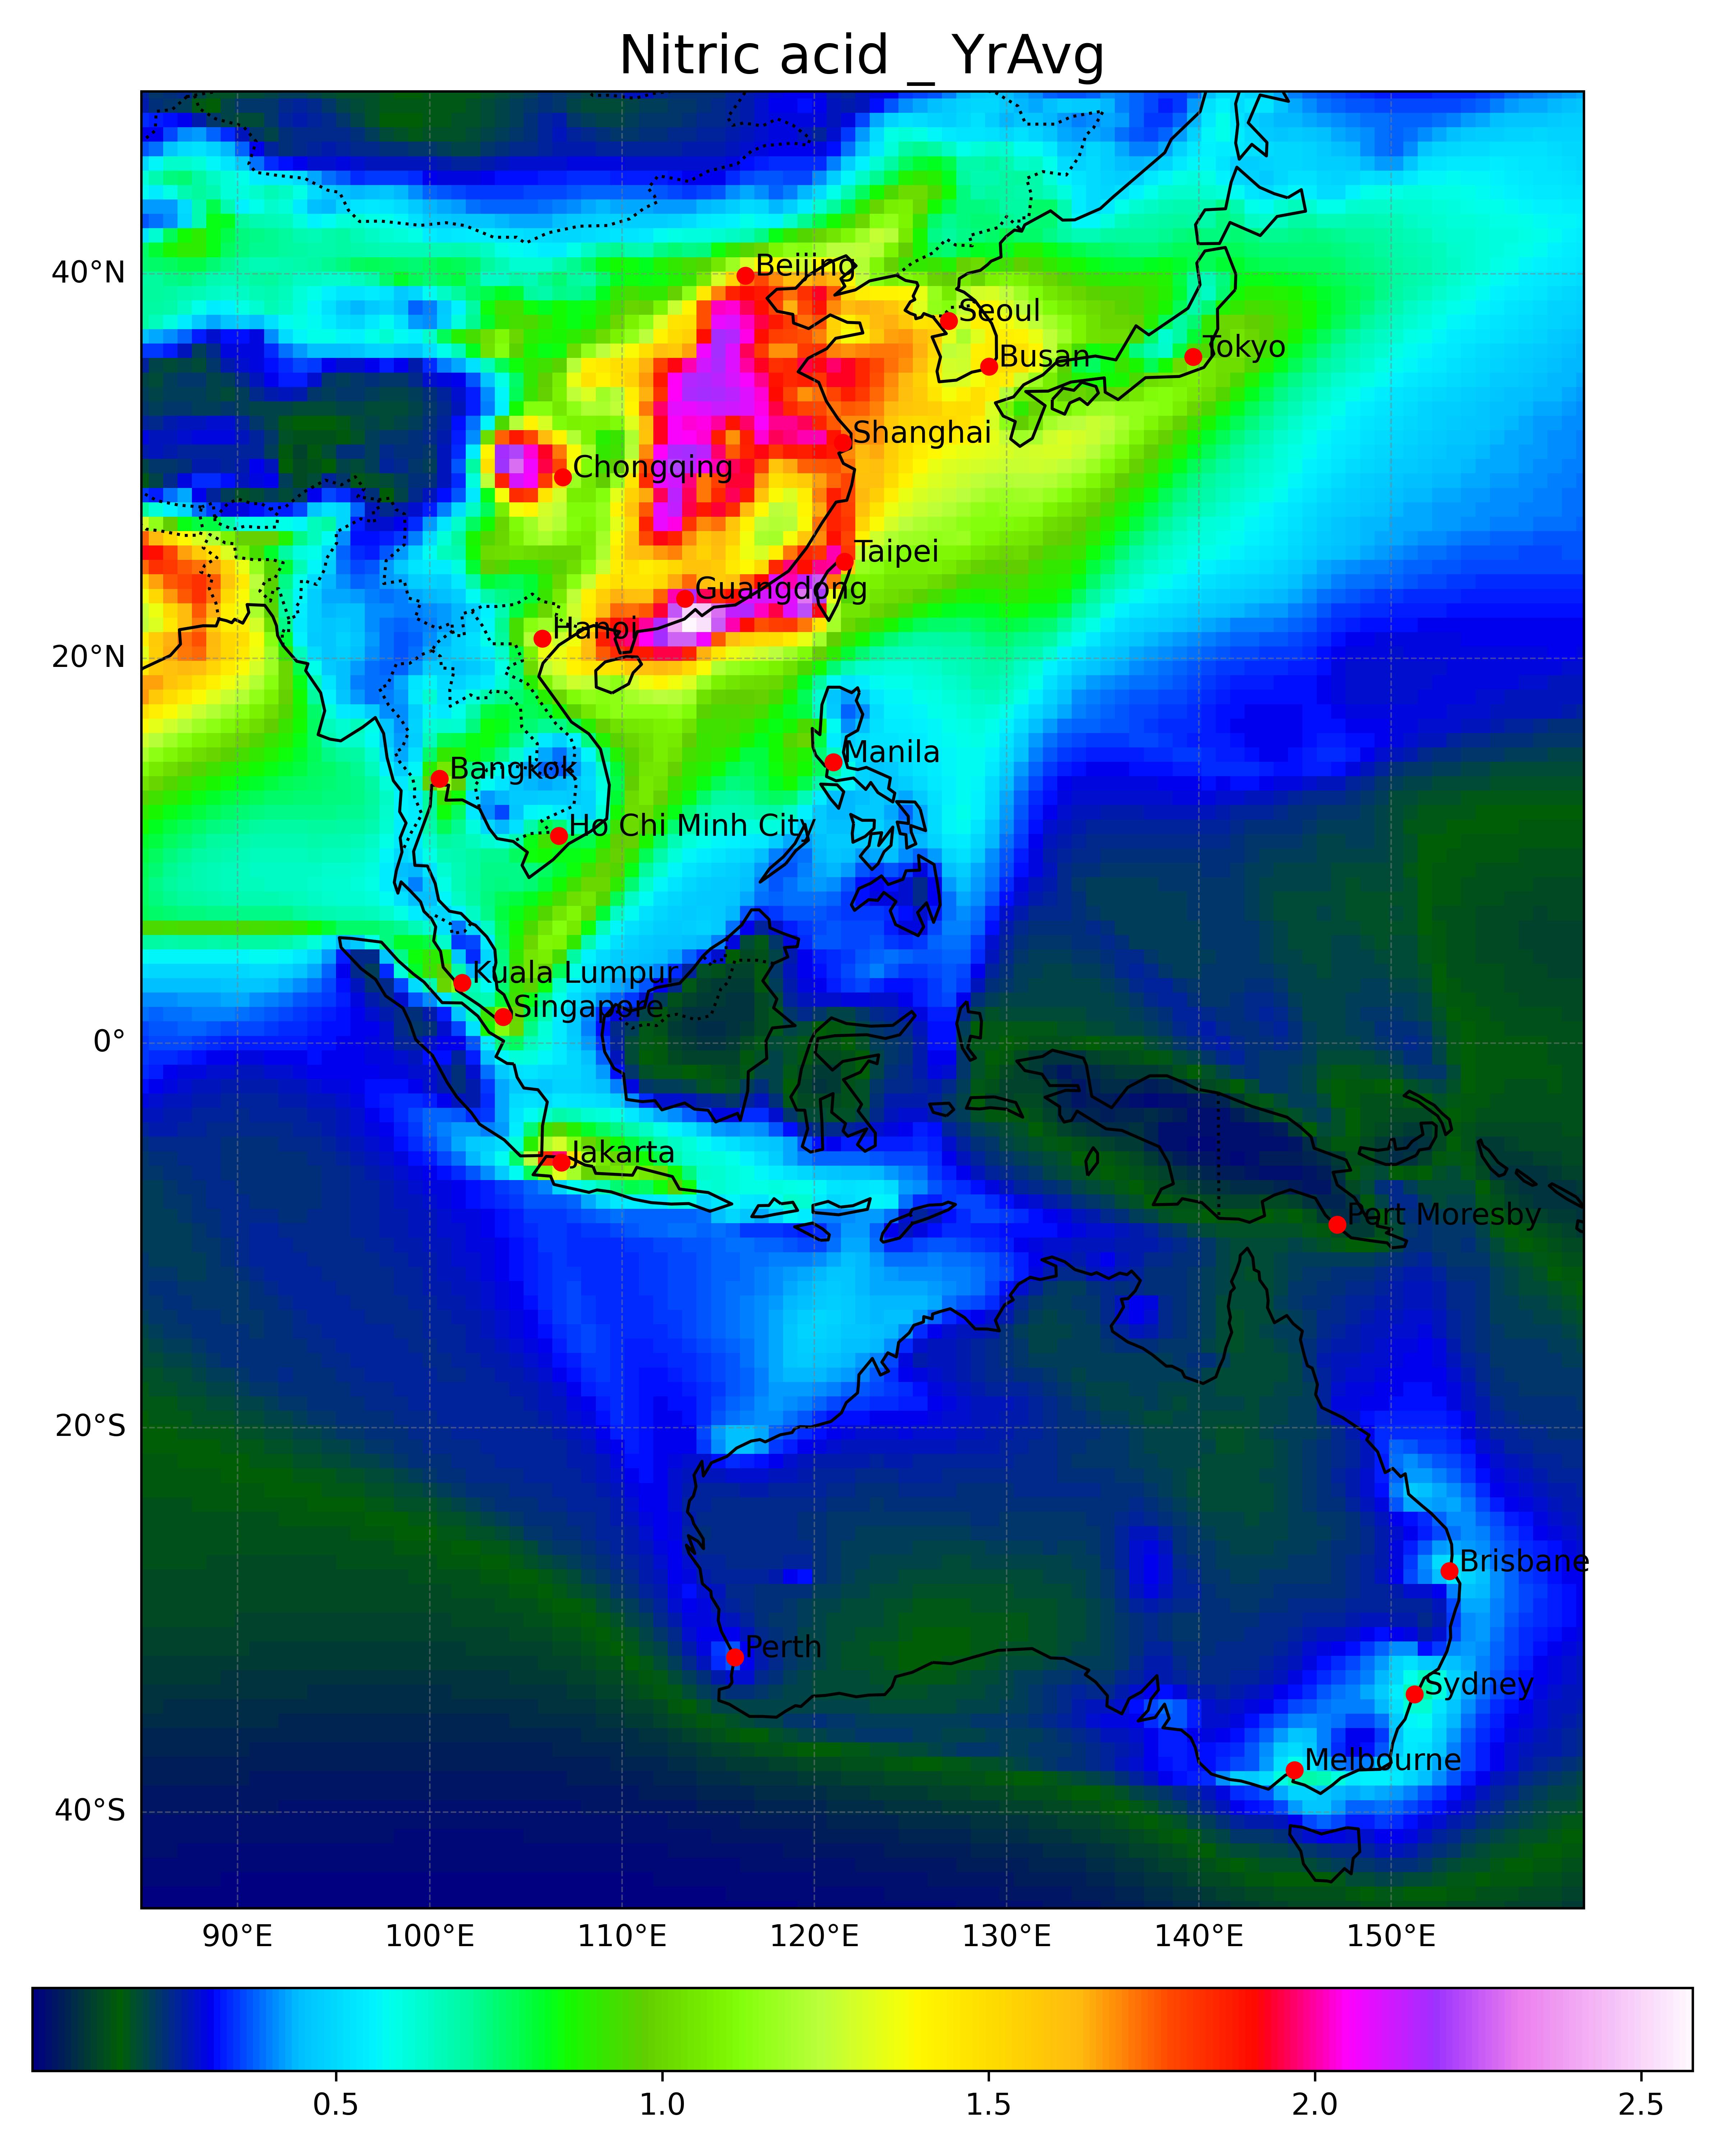 Nitric acid _ YrAvg
40°N
20°N
0°
20°S
40°S
Beijing
Seoul
Busan
Tokyo
Shanghai
Chongqing
Taipei
Guangdong
Hanoi
Manila
Bangkok
Ho Chi Minh City
Kuala Lumpur
Singapore
Jakarta
Port Moresby
Brisbane
Perth
Sydney
Melbourne
90°E 100°E 110°E 120°E 130°E 140°E 150°E
0.5 1.0 1.5 2.0 2.5